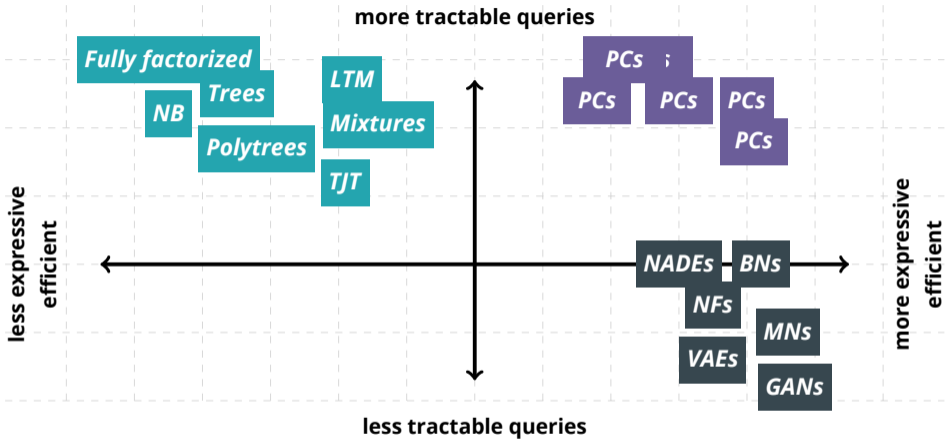 more tractable queries
Fully factorized
Trees
NB
Polytrees
LTM
Mixtures
TJT
PCs
PCs
PCs
PCs
PCs
less expressive
efficient
more expressive
efficient
NADEs
BNs
NFs
MNs
VAEs
GANs
less tractable queries